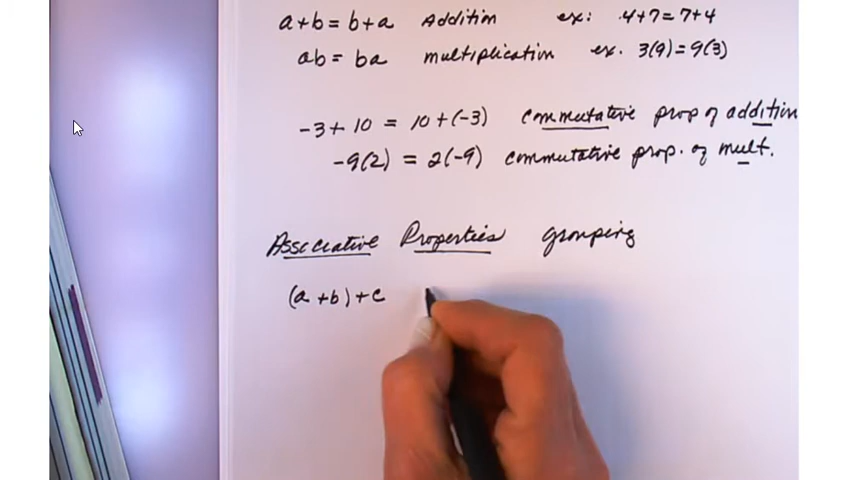 a+b = b+a Addition ex: 4+7 = 7+4
ab = ba multiplication ex. 3(9) = 9(3)
-3+10 = 10+(-3) commutative prop of addition
-9(2) = 2(-9) commutative prop. of mult.
Associative Properties grouping
(a+b)+c